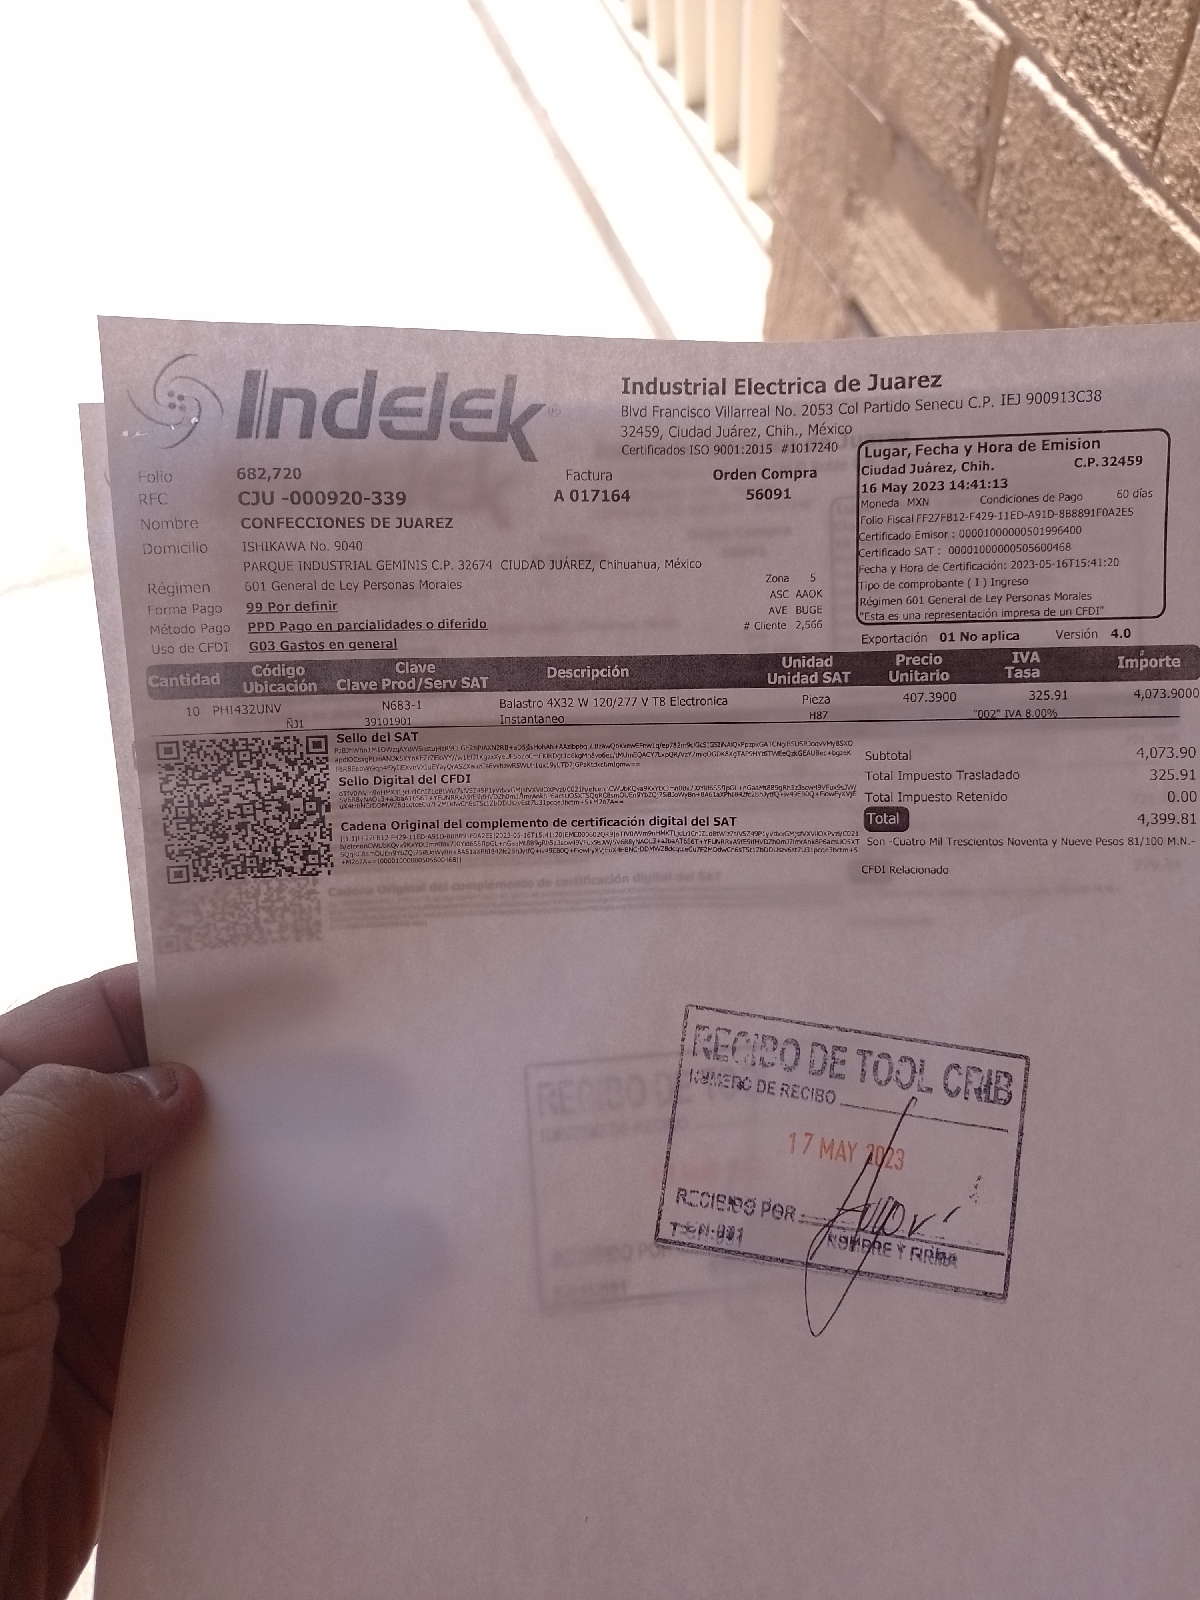 Indelek®
Industrial Electrica de Juarez
Blvd Francisco Villarreal No. 2053 Col Partido Senecu C.P. IEJ 900913C38
32459, Ciudad Juárez, Chih., México
Certificados ISO 9001:2015 #1017240
Lugar, Fecha y Hora de Emision
Ciudad Juárez, Chih. C.P. 32459
16 May 2023 14:41:13
Moneda MXN Condiciones de Pago 60 días
Folio Fiscal FF27FB12-F429-11ED-A91D-8B8891F0A2E5
Certificado Emisor : 00001000000501996400
Certificado SAT : 00001000000505600468
Fecha y Hora de Certificación: 2023-05-16T15:41:20
Tipo de comprobante ( I ) Ingreso
Régimen 601 General de Ley Personas Morales
"Esta es una representación impresa de un CFDI"
Exportación 01 No aplica Versión 4.0
Folio 682,720 Factura Orden Compra
RFC CJU -000920-339 A 017164 56091
Nombre CONFECCIONES DE JUAREZ
Domicilio ISHIKAWA No. 9040
PARQUE INDUSTRIAL GEMINIS C.P. 32674 CIUDAD JUÁREZ, Chihuahua, México
Régimen 601 General de Ley Personas Morales
Forma Pago 99 Por definir
Método Pago PPD Pago en parcialidades o diferido
Uso de CFDI G03 Gastos en general
Zona 5
ASC AAOK
AVE BUGE
# Cliente 2,566
Cantidad Código Ubicación Clave Clave Prod/Serv SAT Descripción Unidad Unidad SAT Precio Unitario IVA Tasa Importe
10 PHI432UNV N683-1 Balastro 4X32 W 120/277 V T8 Electronica Pieza 407.3900 325.91 4,073.9000
ÑJ1 39101901 Instantaneo H87 "002" IVA 8.00%
Sello del SAT
Sello Digital del CFDI
Cadena Original del complemento de certificación digital del SAT
Subtotal 4,073.90
Total Impuesto Trasladado 325.91
Total Impuesto Retenido 0.00
Total 4,399.81
Son -Cuatro Mil Trescientos Noventa y Nueve Pesos 81/100 M.N.-
CFDI Relacionado
Cadena Original del complemento de certificación digital del SAT
RECIBO DE TOOL CRIB
NUMERO DE RECIBO
17 MAY 2023
RECIBIDO POR
NOMBRE Y FIRMA